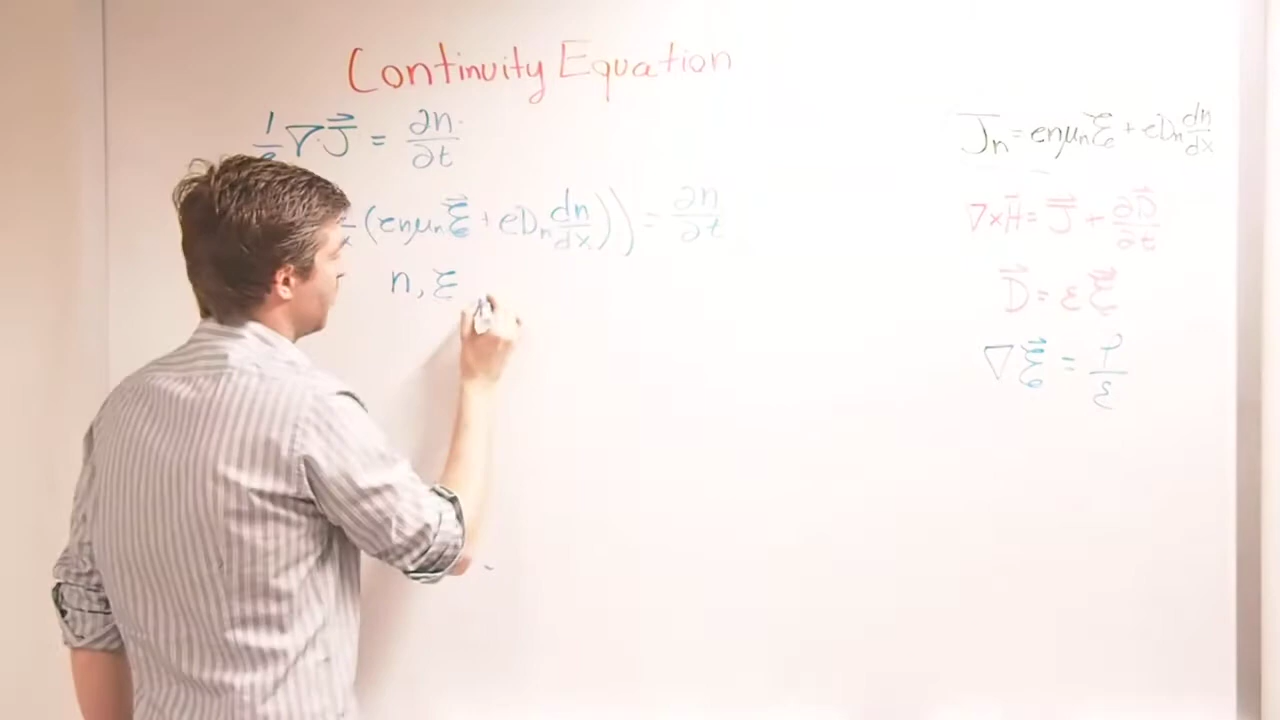 Continuity Equation
1/e ∇·J⃗ = ∂n/∂t
(enμₙℰ⃗ + eDₙ dn/dx)) = ∂n/∂t
n, ℰ
Jₙ = enμₙℰ⃗ + eDₙ dn/dx
∇×H⃗ = J⃗ + ∂D⃗/∂t
D⃗ = εℰ⃗
∇ℰ⃗ = ρ/ε